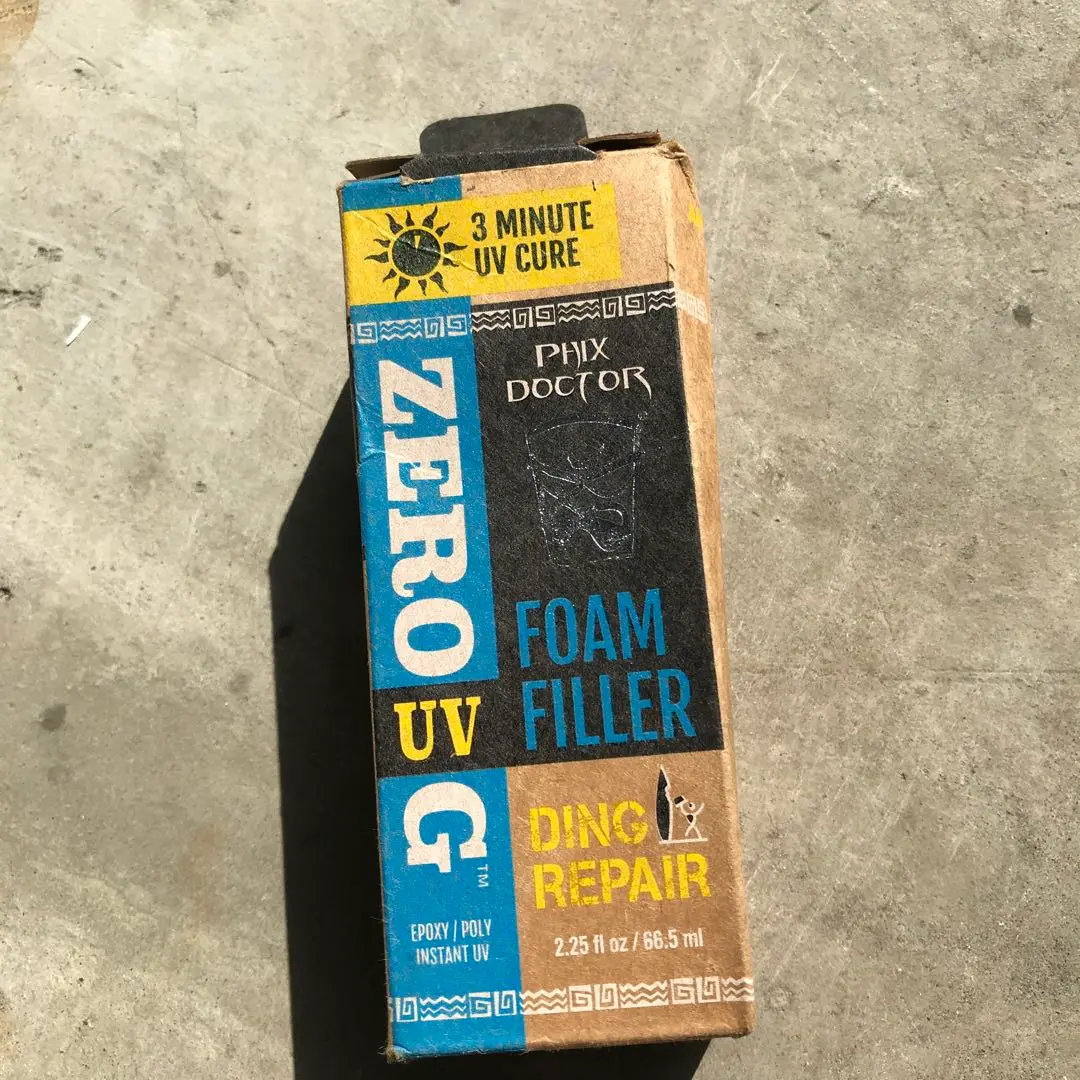 3 MINUTE
UV CURE
PHIX
DOCTOR
ZERO
UV
G™
FOAM
FILLER
DING
REPAIR
EPOXY / POLY
INSTANT UV
2.25 fl oz / 66.5 ml